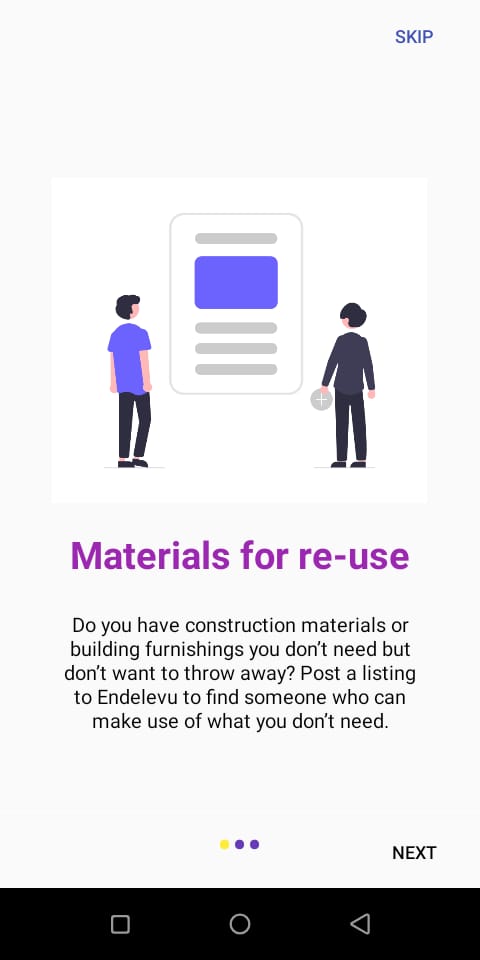 SKIP
Materials for re-use
Do you have construction materials or
building furnishings you don’t need but
don’t want to throw away? Post a listing
to Endelevu to find someone who can
make use of what you don’t need.
NEXT